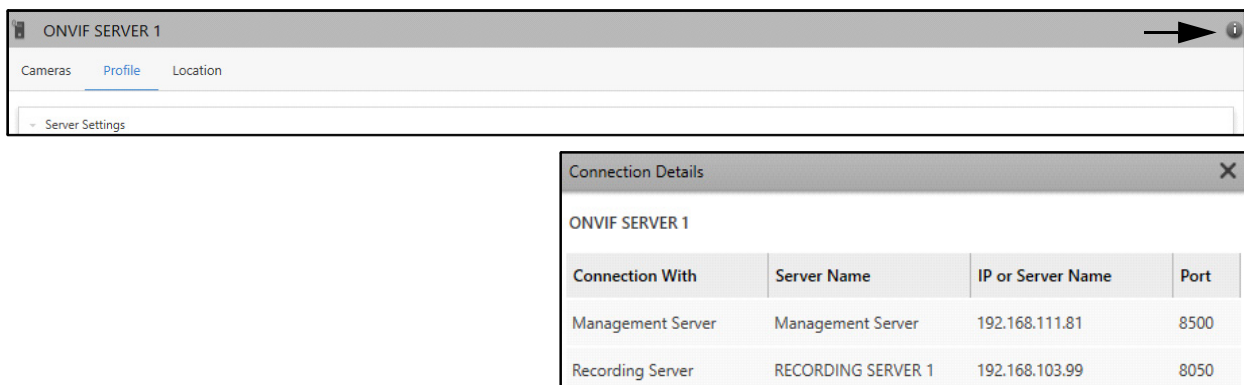 ONVIF SERVER 1
Cameras Profile Location
Server Settings
Connection Details
ONVIF SERVER 1
Connection With Server Name IP or Server Name Port
Management Server Management Server 192.168.111.81 8500
Recording Server RECORDING SERVER 1 192.168.103.99 8050